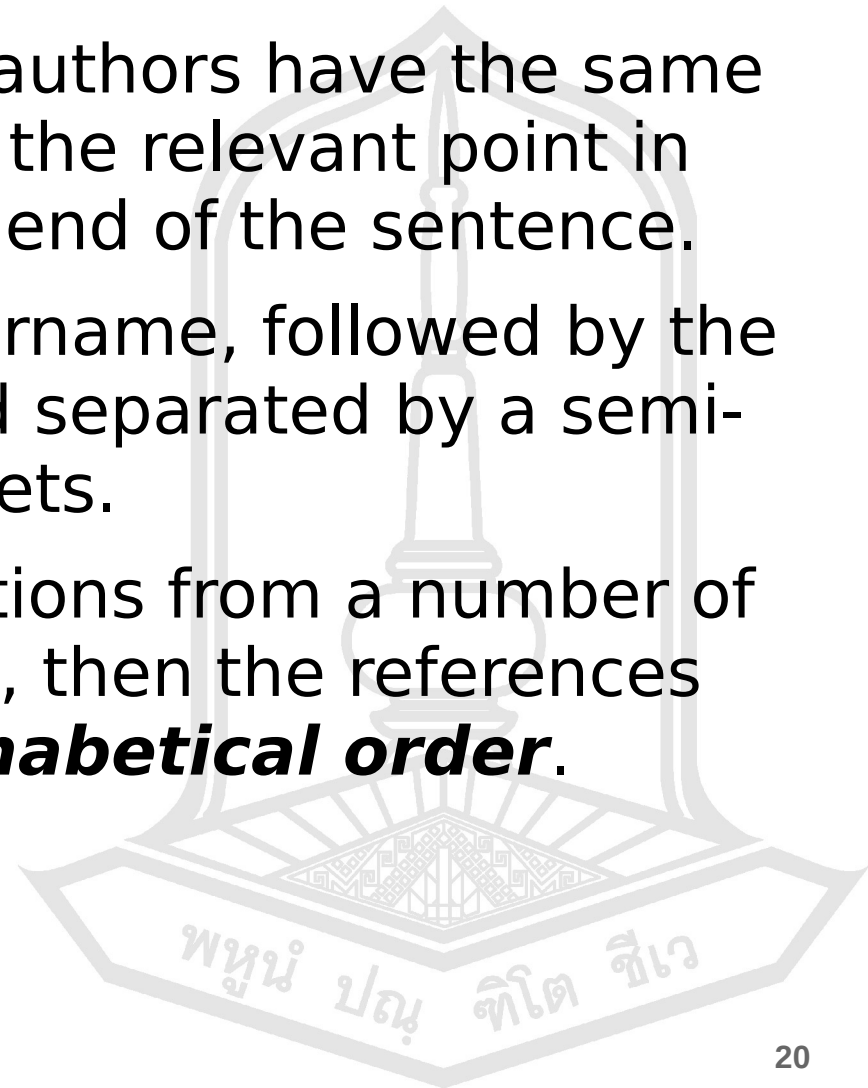 authors have the same
the relevant point in
end of the sentence.
rname, followed by the
d separated by a semi-
ets.
tions from a number of
, then the references
habetical order.
พหูนํ ปณฺฑิโต ชีเว
20